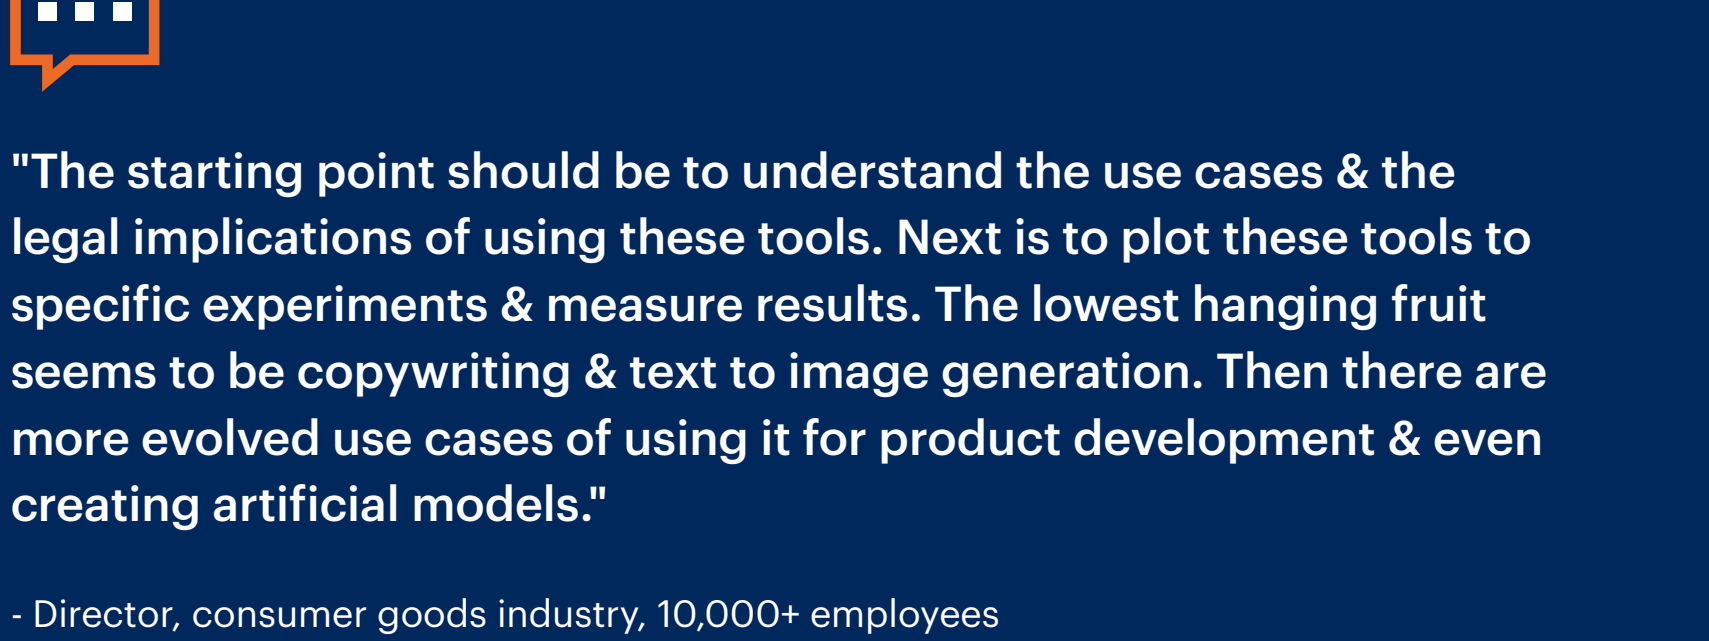 "The starting point should be to understand the use cases & the
legal implications of using these tools. Next is to plot these tools to
specific experiments & measure results. The lowest hanging fruit
seems to be copywriting & text to image generation. Then there are
more evolved use cases of using it for product development & even
creating artificial models."
- Director, consumer goods industry, 10,000+ employees